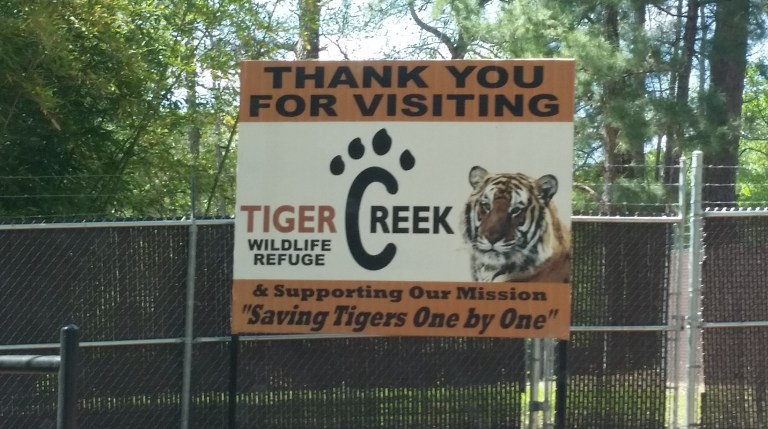 THANK YOU
FOR VISITING
TIGER CREEK
WILDLIFE
REFUGE
& Supporting Our Mission
"Saving Tigers One by One"